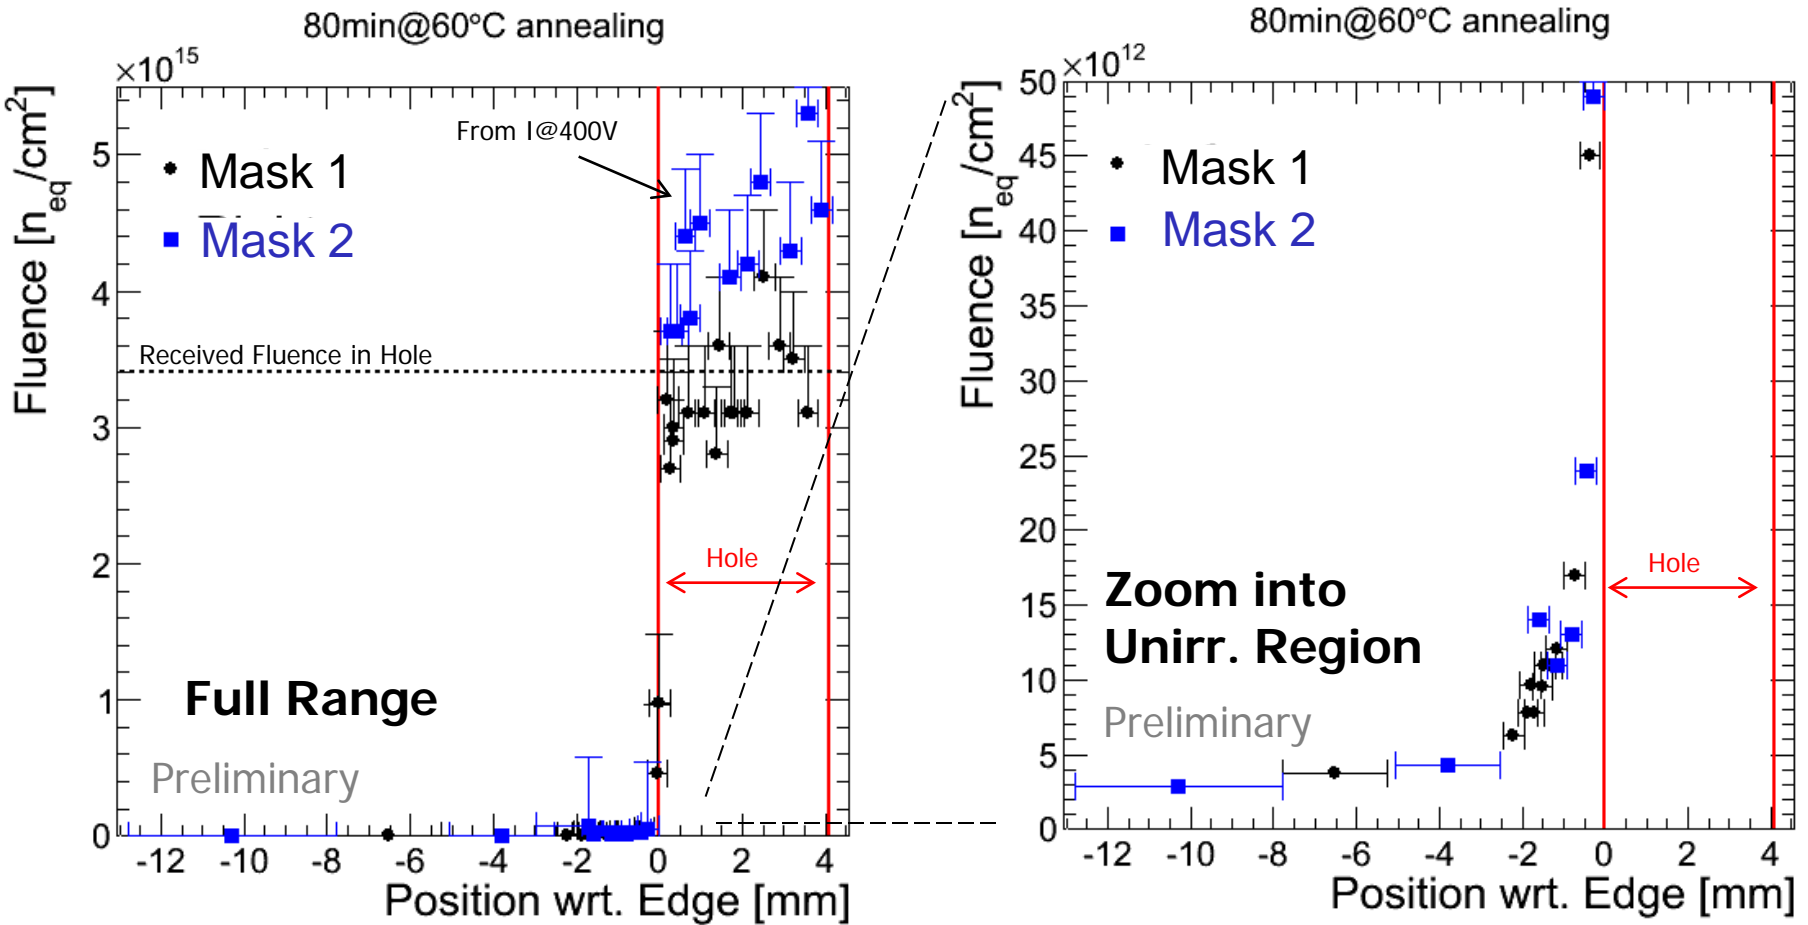 80min@60°C annealing
×10^15
Fluence [n_eq/cm^2]
5
4
3
2
1
0
Mask 1
Mask 2
From I@400V
Received Fluence in Hole
Hole
Full Range
Preliminary
-12 -10 -8 -6 -4 -2 0 2 4
Position wrt. Edge [mm]
80min@60°C annealing
×10^12
Fluence [n_eq/cm^2]
50
45
40
35
30
25
20
15
10
5
0
Mask 1
Mask 2
Hole
Zoom into
Unirr. Region
Preliminary
-12 -10 -8 -6 -4 -2 0 2 4
Position wrt. Edge [mm]